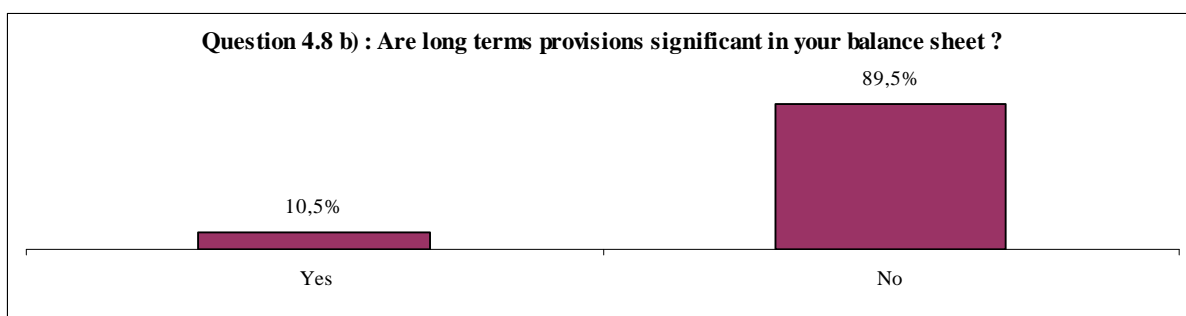 Question 4.8 b) : Are long terms provisions significant in your balance sheet ?
89,5%
10,5%
Yes
No